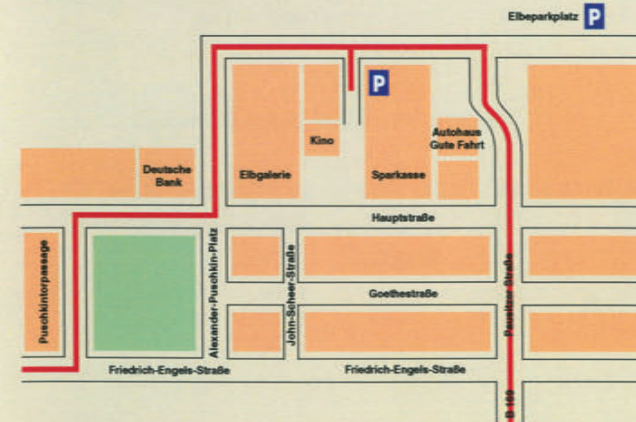 Elbeparkplatz P
P
Kino
Autohaus
Gute Fahrt
Deutsche
Bank
Elbgalerie
Sparkasse
Hauptstraße
Puschkintorpassage
Alexander-Puschkin-Platz
John-Scheer-Straße
Goethestraße
Pausitzer Straße
Friedrich-Engels-Straße
Friedrich-Engels-Straße
B 169